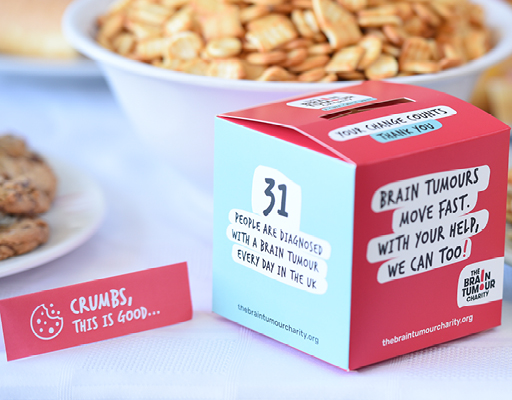 YOUR CHANGE COUNTS
THANK YOU
31
PEOPLE ARE DIAGNOSED
WITH A BRAIN TUMOUR
EVERY DAY IN THE UK
thebraintumourcharity.org
BRAIN TUMOURS
MOVE FAST.
WITH YOUR HELP,
WE CAN TOO!
THE
BRAIN
TUMOUR
CHARITY
thebraintumourcharity.org
CRUMBS,
THIS IS GOOD...